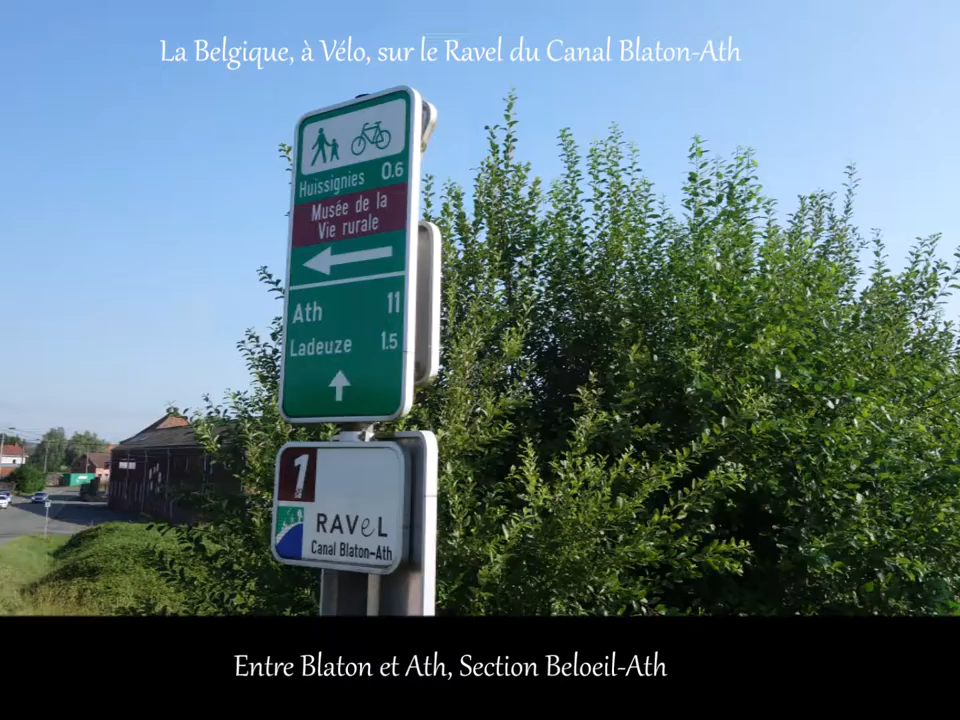 La Belgique, à Vélo, sur le Ravel du Canal Blaton-Ath
Huissignies 0.6
Musée de la
Vie rurale
Ath 11
Ladeuze 1.5
1
RAVeL
Canal Blaton-Ath
Entre Blaton et Ath, Section Beloeil-Ath